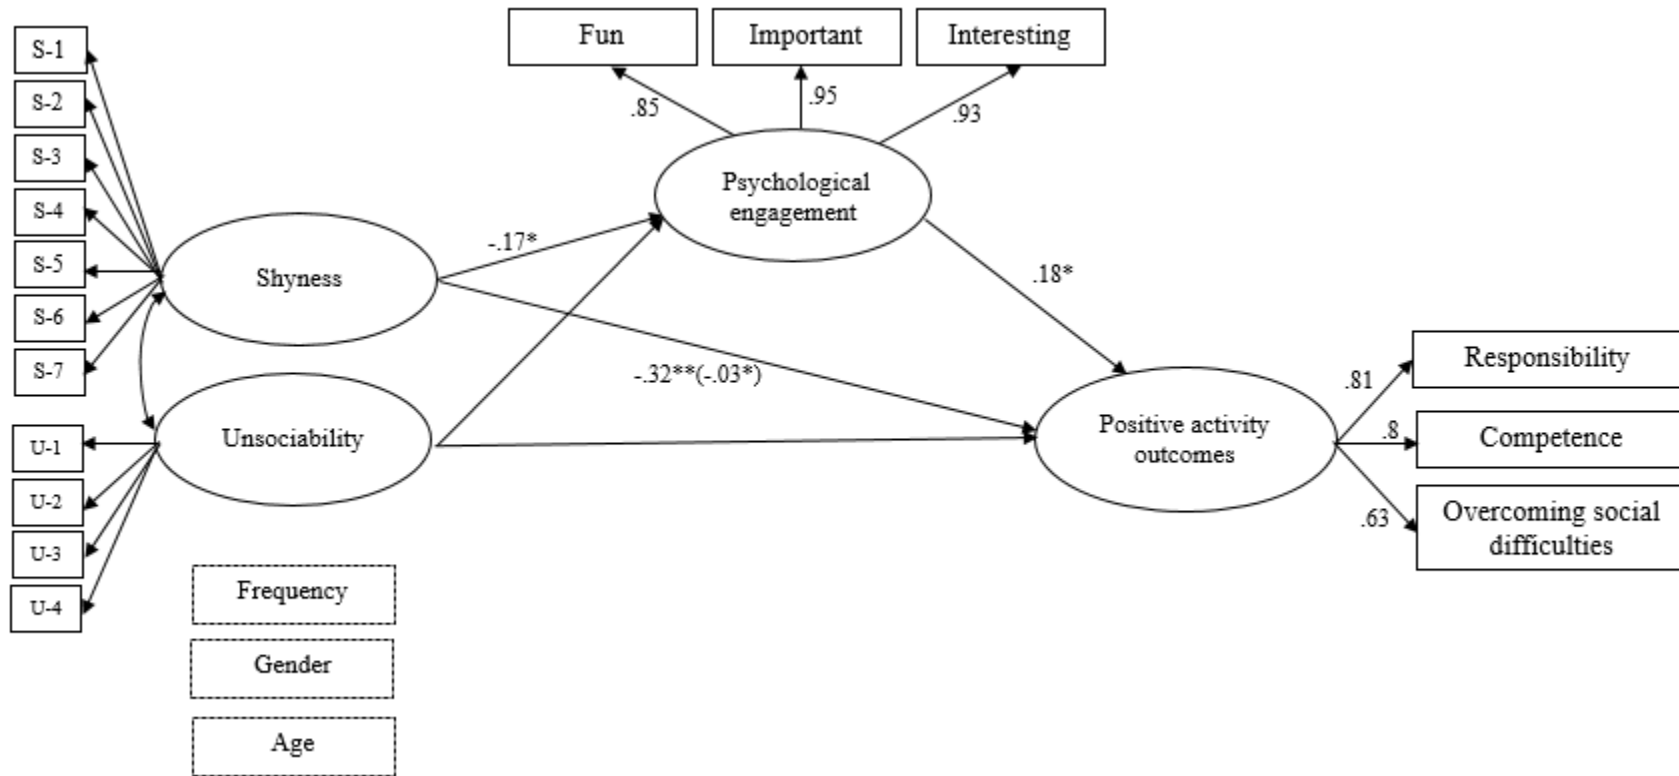 S-1
S-2
S-3
S-4
S-5
S-6
S-7
U-1
U-2
U-3
U-4
Shyness
Unsociability
Frequency
Gender
Age
Fun
Important
Interesting
.85
.95
.93
Psychological
engagement
-.17*
.18*
-.32**(-.03*)
Positive activity
outcomes
.81
.8
.63
Responsibility
Competence
Overcoming social
difficulties